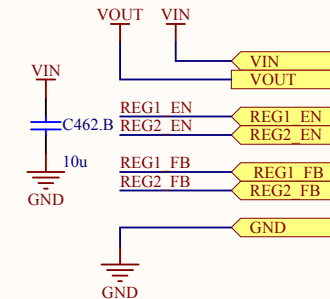 VOUT VIN
VIN
VOUT
VIN
C462.B
10u
GND
REG1_EN REG1_EN
REG2_EN REG2_EN
REG1_FB REG1_FB
REG2_FB REG2_FB
GND
GND